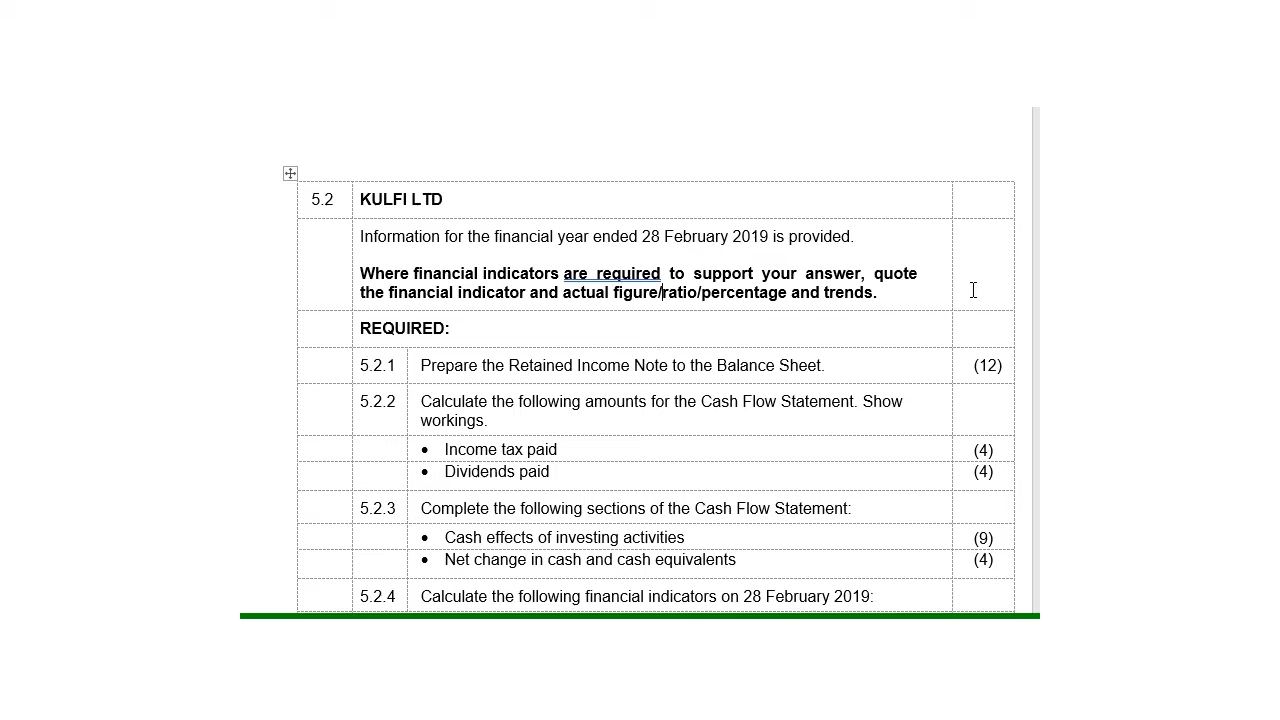 5.2 KULFI LTD
Information for the financial year ended 28 February 2019 is provided.
Where financial indicators are required to support your answer, quote
the financial indicator and actual figure/ratio/percentage and trends.
REQUIRED:
5.2.1 Prepare the Retained Income Note to the Balance Sheet. (12)
5.2.2 Calculate the following amounts for the Cash Flow Statement. Show
workings.
• Income tax paid (4)
• Dividends paid (4)
5.2.3 Complete the following sections of the Cash Flow Statement:
• Cash effects of investing activities (9)
• Net change in cash and cash equivalents (4)
5.2.4 Calculate the following financial indicators on 28 February 2019: